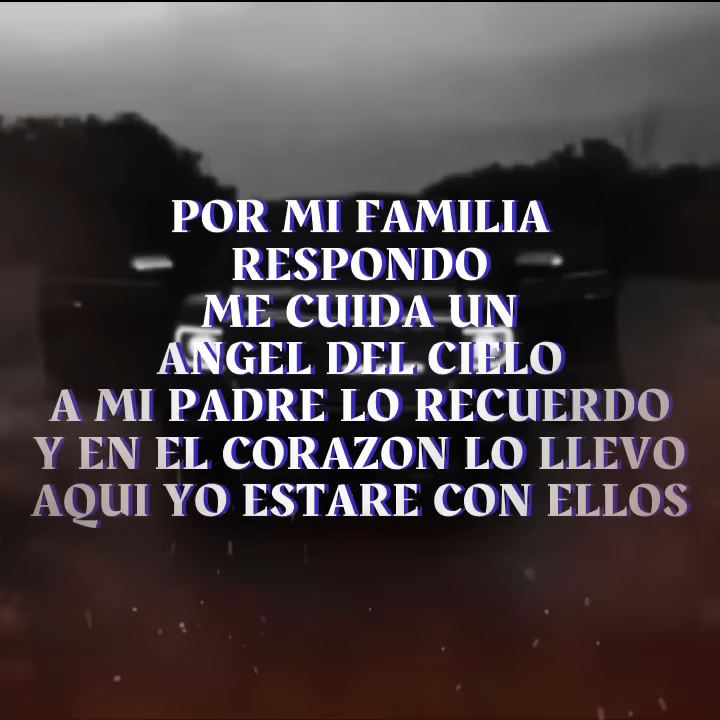 POR MI FAMILIA
RESPONDO
ME CUIDA UN
ANGEL DEL CIELO
A MI PADRE LO RECUERDO
Y EN EL CORAZON LO LLEVO
AQUI YO ESTARE CON ELLOS